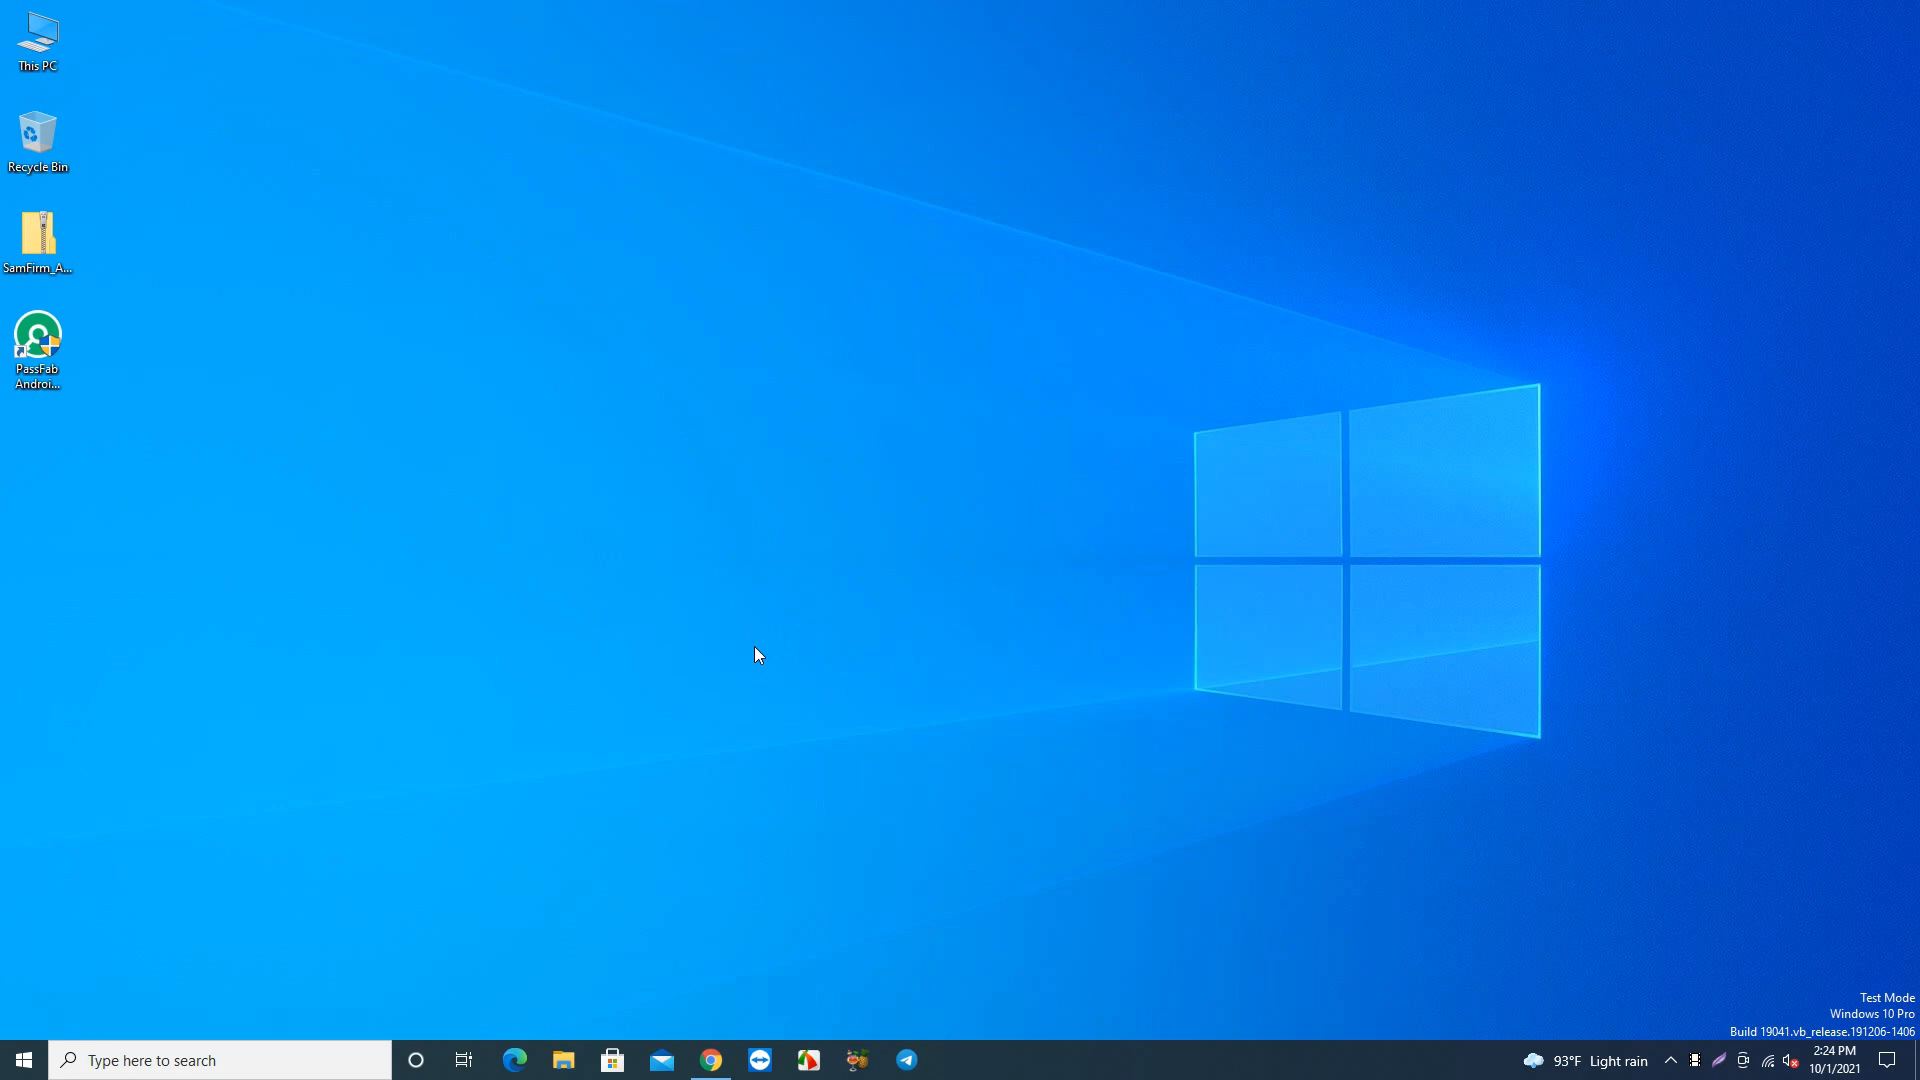 This PC
Recycle Bin
SamFirm_A...
PassFab
Androi...
Test Mode
Windows 10 Pro
Build 19041.vb_release.191206-1406
Type here to search
93°F Light rain
2:24 PM
10/1/2021